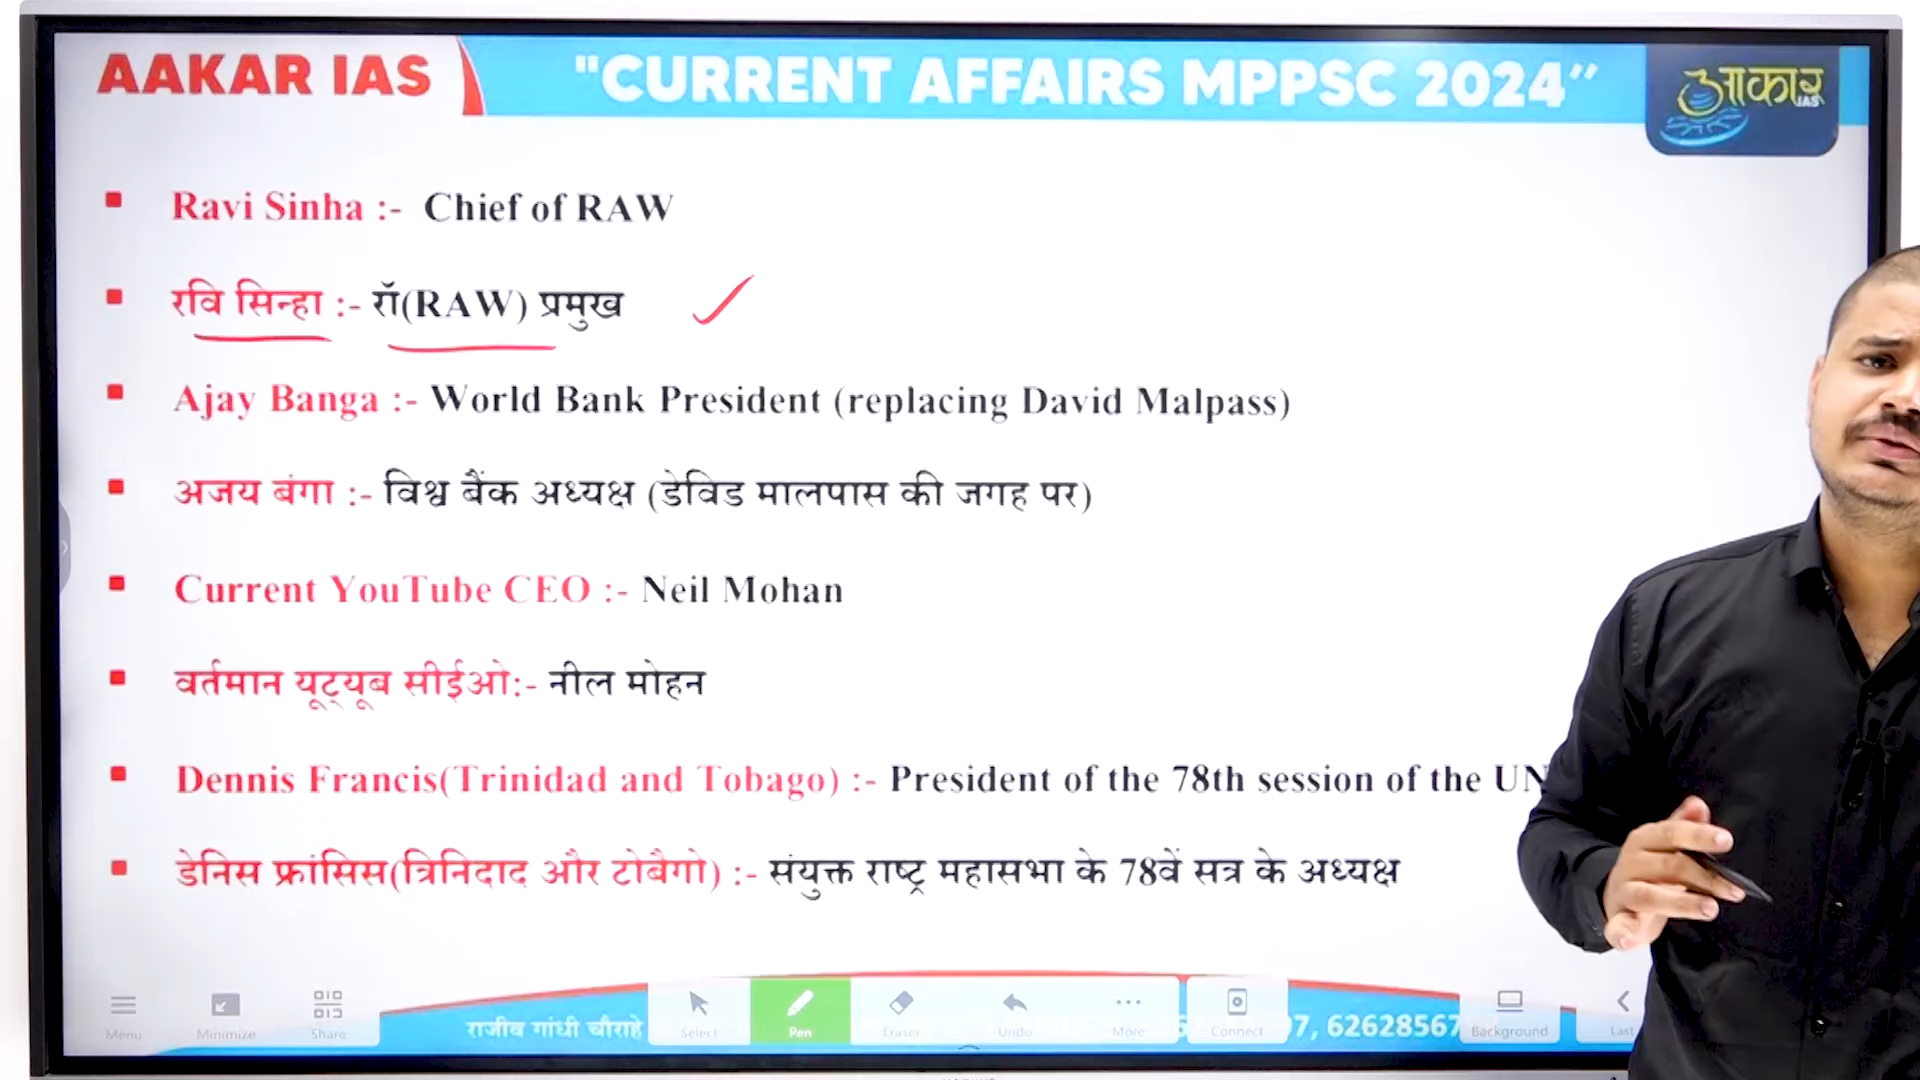 AAKAR IAS
"CURRENT AFFAIRS MPPSC 2024"
आकार
IAS
Ravi Sinha :- Chief of RAW
रवि सिन्हा :- रॉ(RAW) प्रमुख
Ajay Banga :- World Bank President (replacing David Malpass)
अजय बंगा :- विश्व बैंक अध्यक्ष (डेविड मालपास की जगह पर)
Current YouTube CEO :- Neil Mohan
वर्तमान यूट्यूब सीईओ:- नील मोहन
Dennis Francis(Trinidad and Tobago) :- President of the 78th session of the UN
डेनिस फ्रांसिस(त्रिनिदाद और टोबैगो) :- संयुक्त राष्ट्र महासभा के 78वें सत्र के अध्यक्ष
Menu Minimize Share Select Pen Eraser Undo More Connect Background Last
राजीव गांधी चौराहे